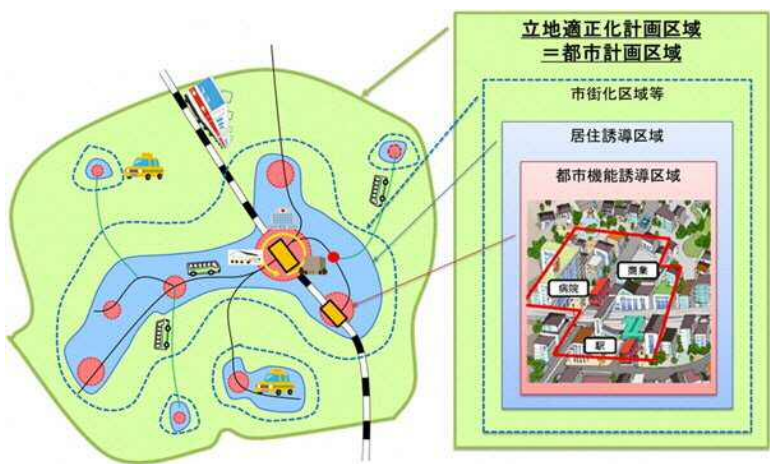 立地適正化計画区域
＝都市計画区域
市街化区域等
居住誘導区域
都市機能誘導区域
商業
病院
駅